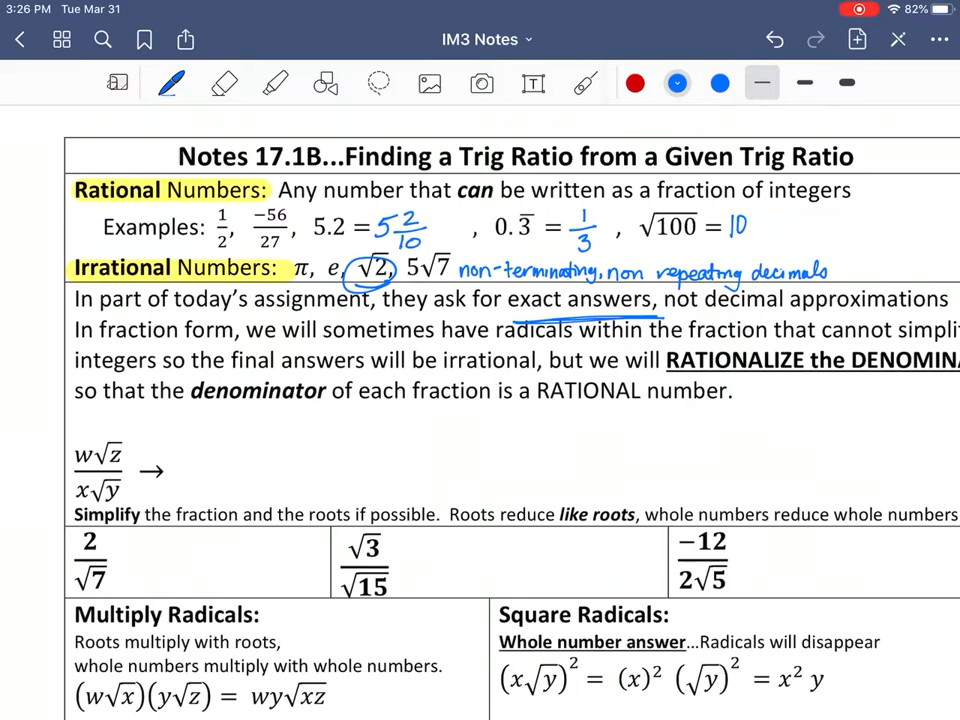 3:26 PM Tue Mar 31
82%
IM3 Notes
T
Notes 17.1B...Finding a Trig Ratio from a Given Trig Ratio
Rational Numbers: Any number that can be written as a fraction of integers
Examples: 1/2, -56/27, 5.2 = 5 2/10 , 0.3̅ = 1/3 , √100 = 10
Irrational Numbers: π, e, √2, 5√7 non-terminating, non repeating decimals
In part of today's assignment, they ask for exact answers, not decimal approximations
In fraction form, we will sometimes have radicals within the fraction that cannot simplif
integers so the final answers will be irrational, but we will RATIONALIZE the DENOMINA
so that the denominator of each fraction is a RATIONAL number.
w√z / x√y →
Simplify the fraction and the roots if possible. Roots reduce like roots, whole numbers reduce whole numbers
2/√7 √3/√15 -12/2√5
Multiply Radicals:
Roots multiply with roots,
whole numbers multiply with whole numbers.
(w√x)(y√z) = wy√xz
Square Radicals:
Whole number answer...Radicals will disappear
(x√y)² = (x)² (√y)² = x² y